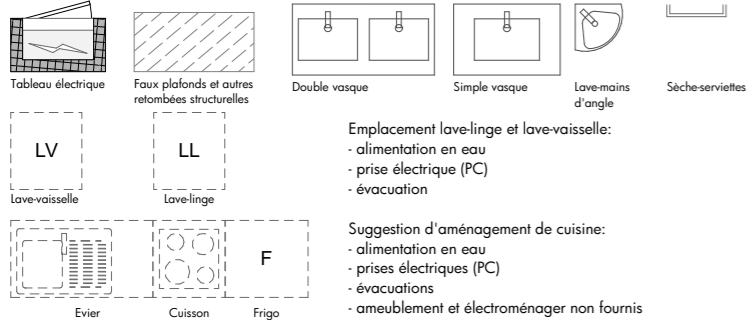 Tableau électrique
Faux plafonds et autres
retombées structurelles
Double vasque
Simple vasque
Lave-mains
d'angle
Sèche-serviettes
LV
LL
Lave-vaisselle
Lave-linge
Emplacement lave-linge et lave-vaisselle:
- alimentation en eau
- prise électrique (PC)
- évacuation
F
Evier
Cuisson
Frigo
Suggestion d'aménagement de cuisine:
- alimentation en eau
- prises électriques (PC)
- évacuations
- ameublement et électroménager non fournis